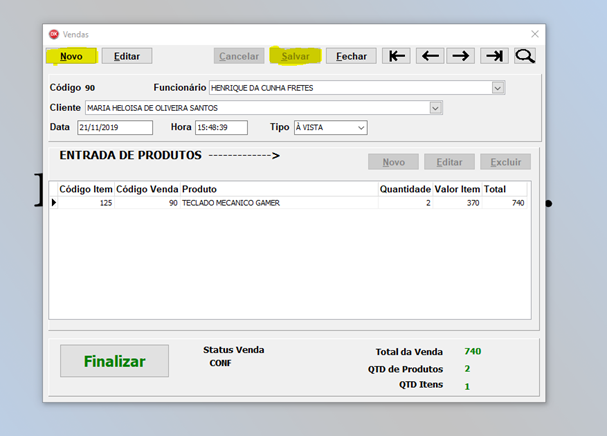 Vendas
Novo Editar Cancelar Salvar Fechar
Código 90 Funcionário HENRIQUE DA CUNHA FRETES
Cliente MARIA HELOISA DE OLIVEIRA SANTOS
Data 21/11/2019 Hora 15:48:39 Tipo À VISTA
ENTRADA DE PRODUTOS ------------->
Novo Editar Excluir
Código Item Código Venda Produto Quantidade Valor Item Total
125 90 TECLADO MECANICO GAMER 2 370 740
Finalizar
Status Venda
CONF
Total da Venda 740
QTD de Produtos 2
QTD Itens 1